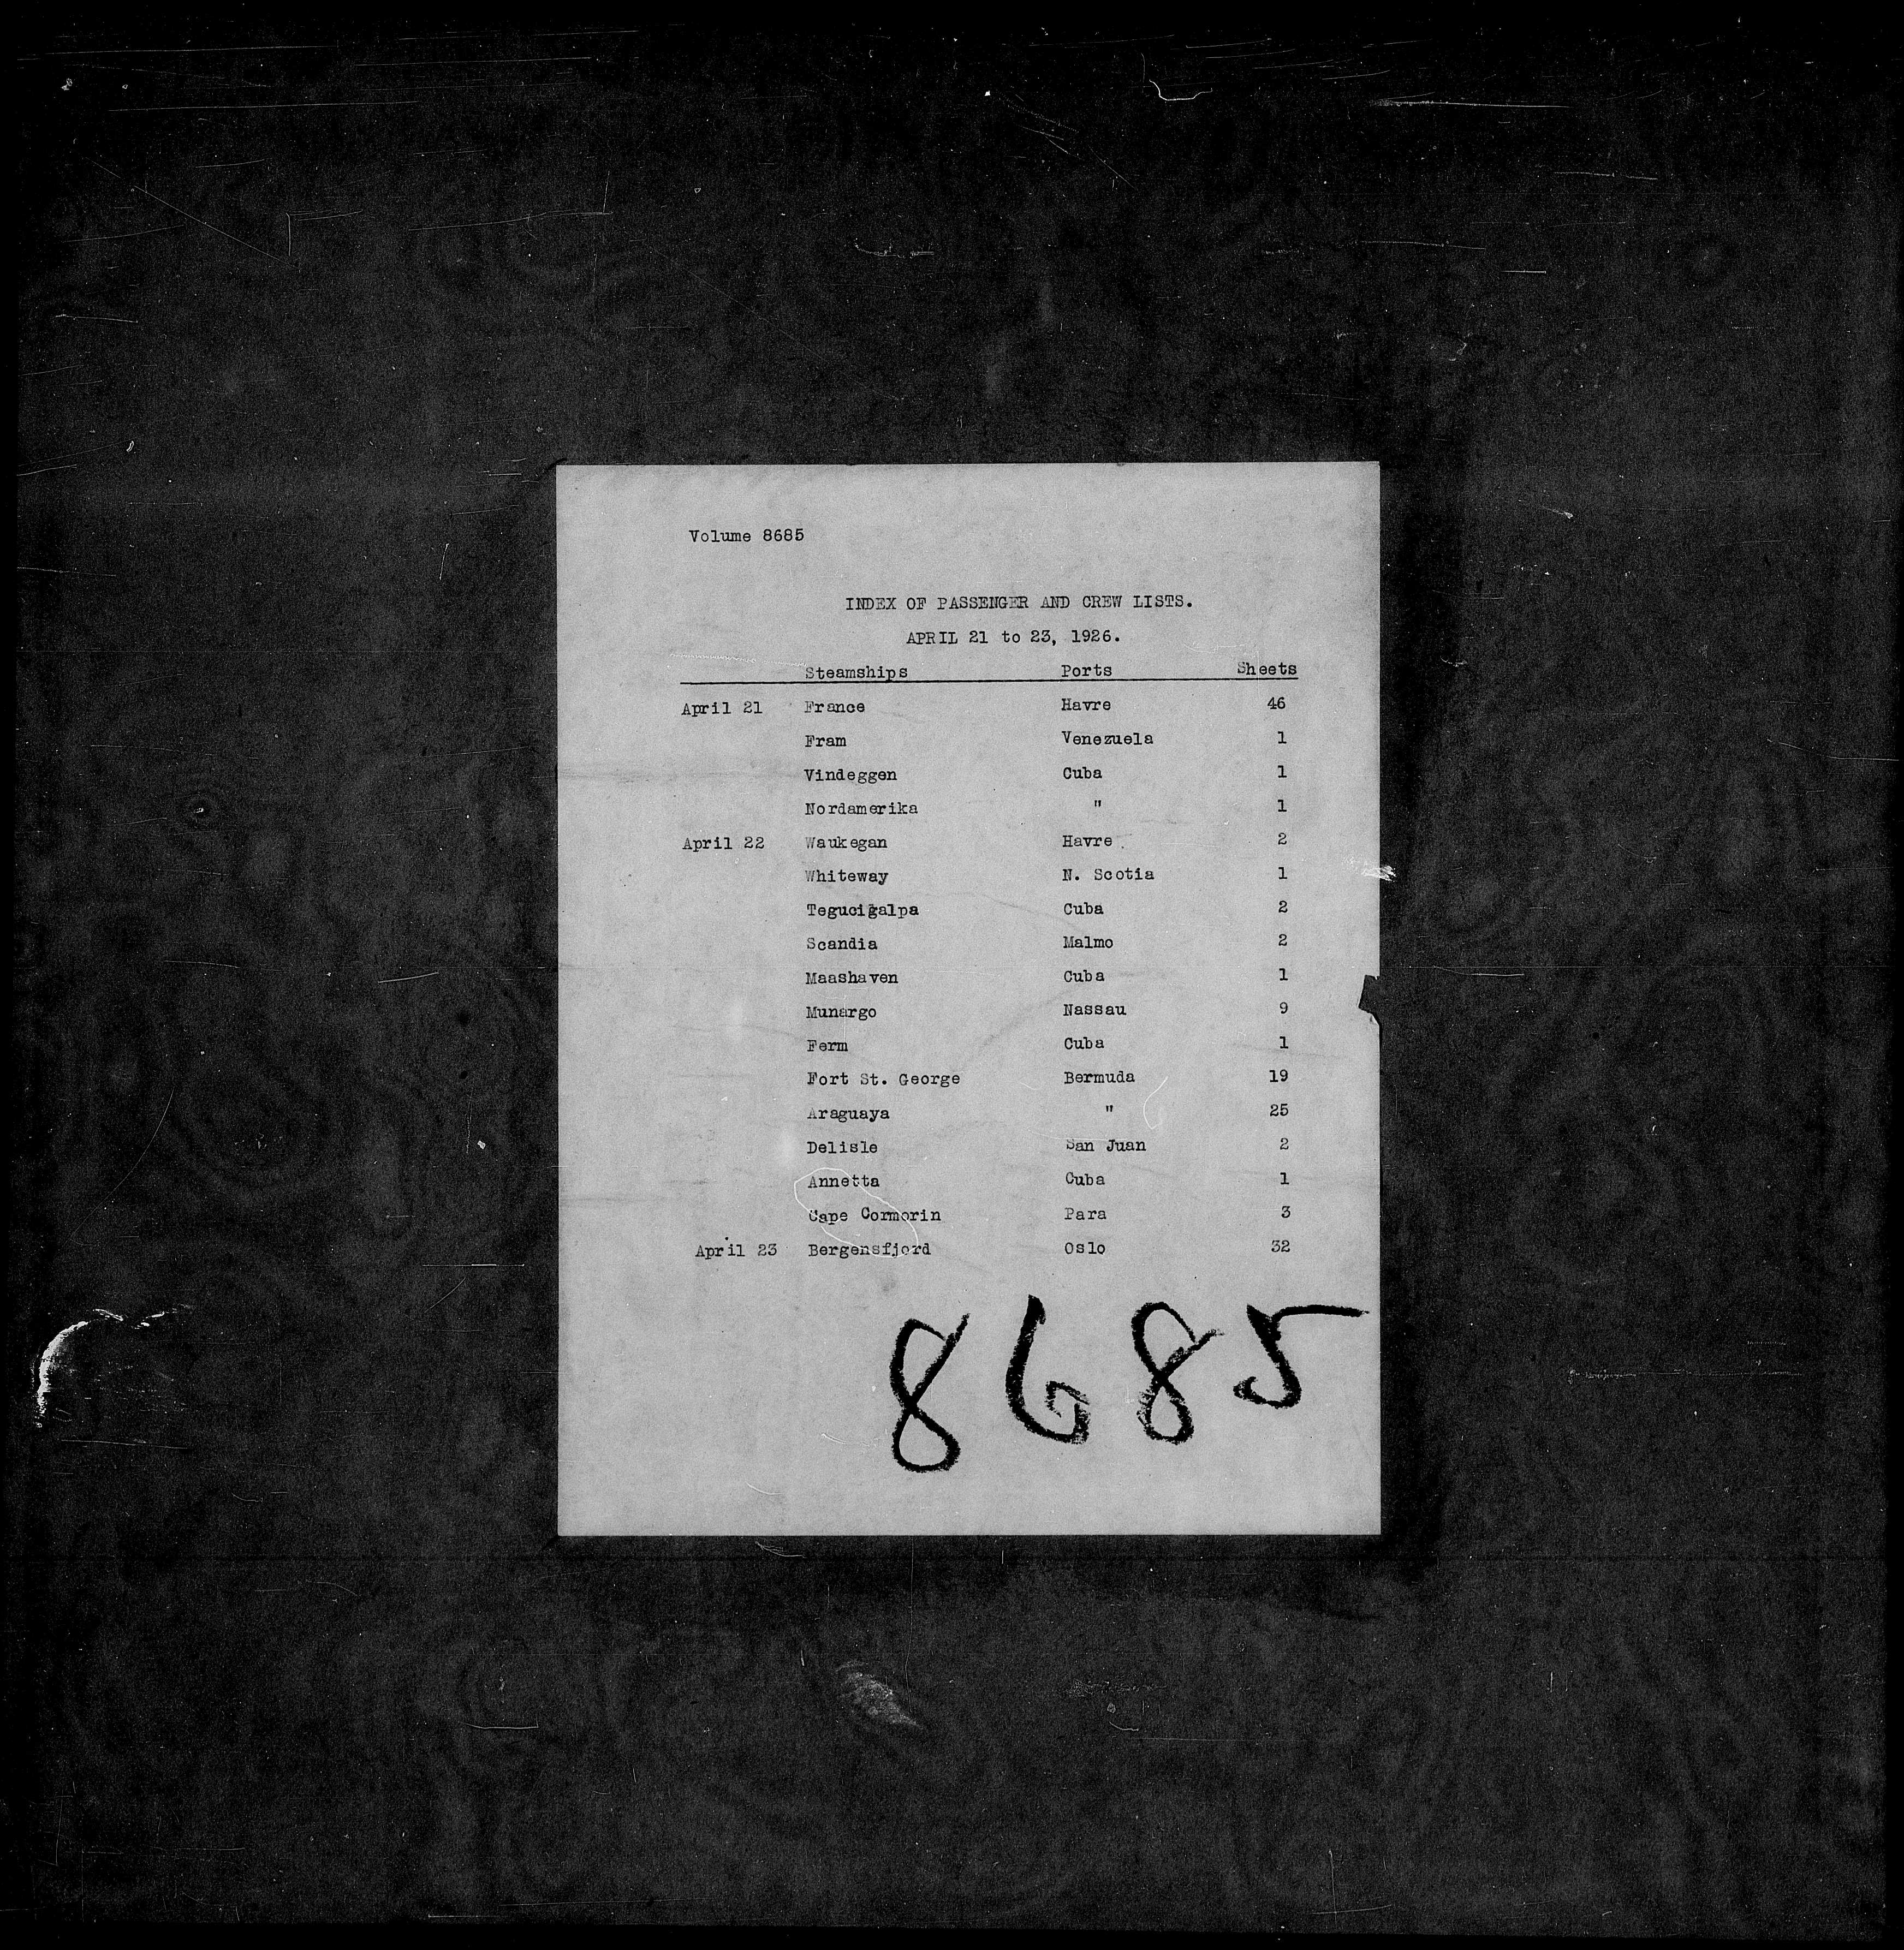 Volume 8685
INDEX OF PASSENGER AND CREW LISTS.
APRIL 21 to 23, 1926.
Steamships Ports Sheets
April 21 France Havre 46
Fram Venezuela 1
Vindeggen Cuba 1
Nordamerika " 1
April 22 Waukegan Havre 2
Whiteway N. Scotia 1
Tegucigalpa Cuba 2
Scandia Malmo 2
Maashaven Cuba 1
Munargo Nassau 9
Ferm Cuba 1
Fort St. George Bermuda 19
Araguaya " 25
Delisle San Juan 2
Annetta Cuba 1
Cape Cormorin Para 3
April 23 Bergensfjord Oslo 32
8685